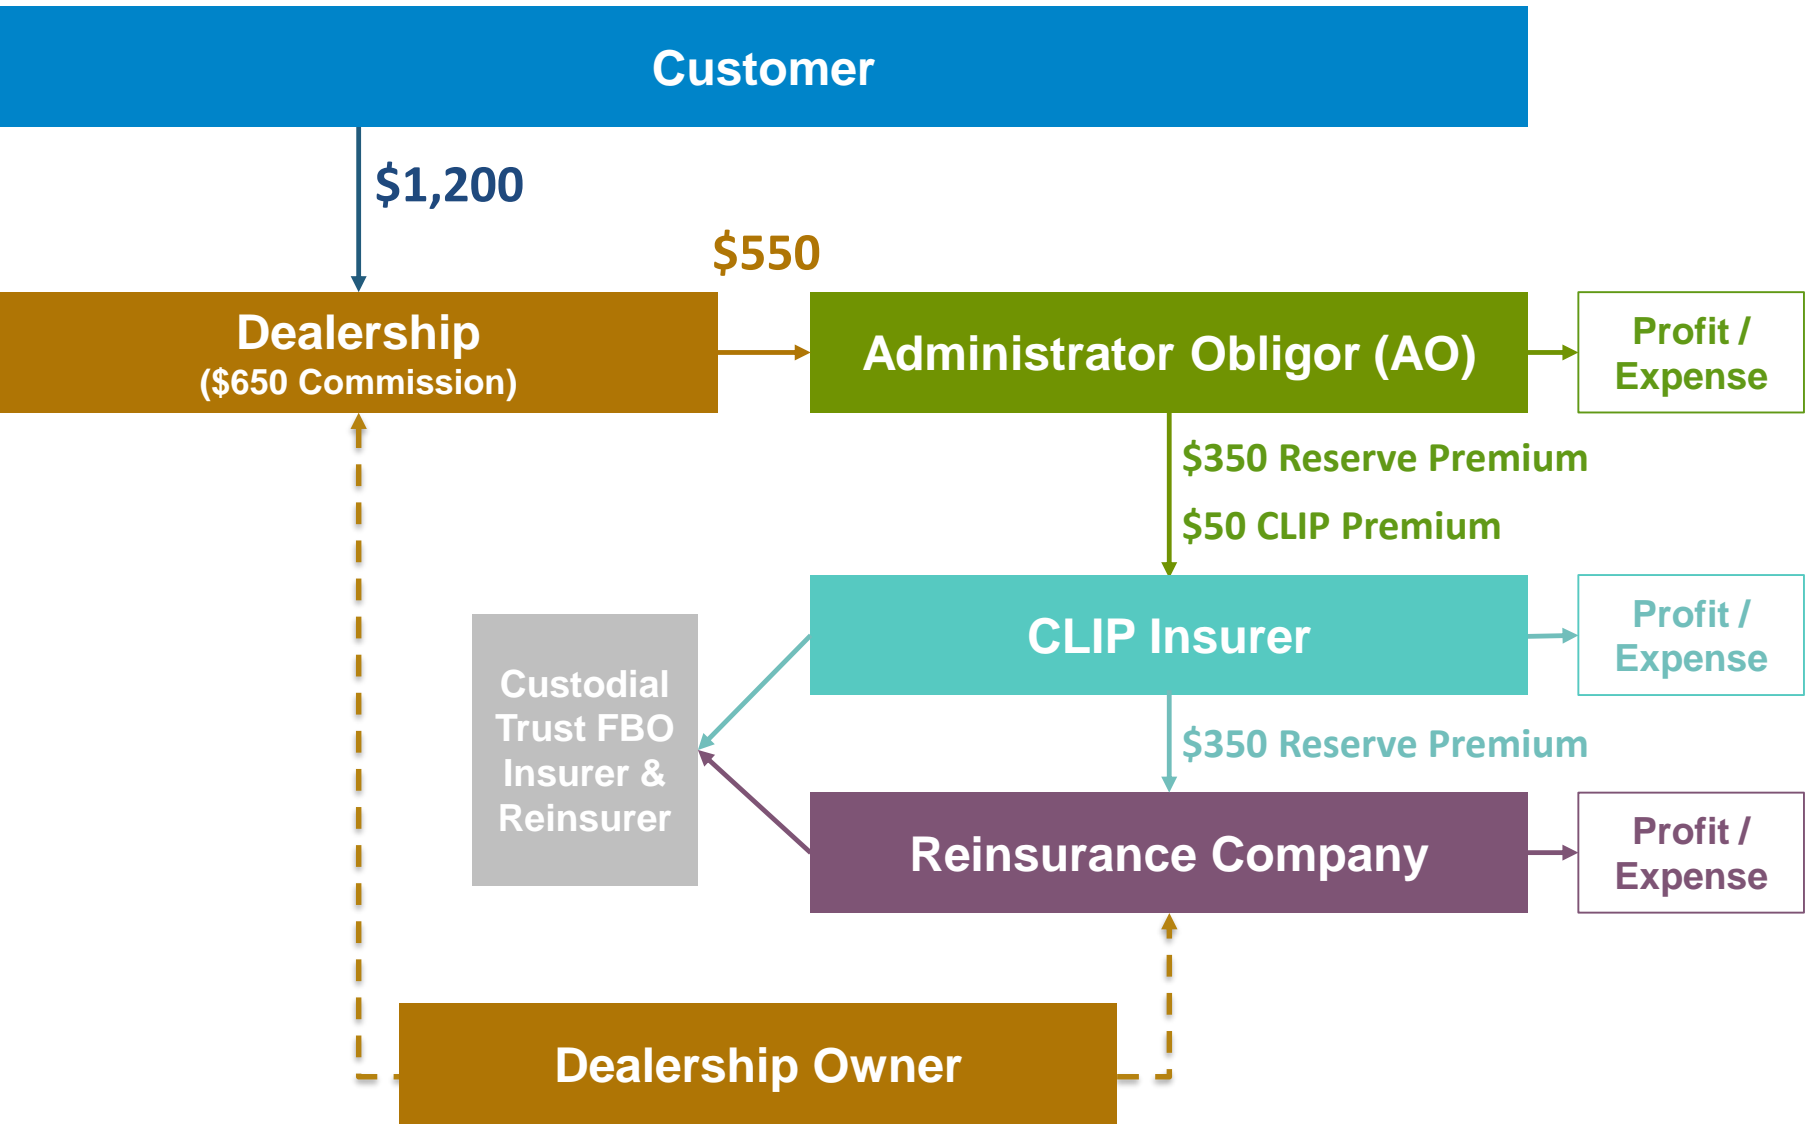 Customer
$1,200
$550
Dealership
($650 Commission)
Administrator Obligor (AO)
Profit /
Expense
$350 Reserve Premium
$50 CLIP Premium
CLIP Insurer
Profit /
Expense
Custodial
Trust FBO
Insurer &
Reinsurer
$350 Reserve Premium
Reinsurance Company
Profit /
Expense
Dealership Owner